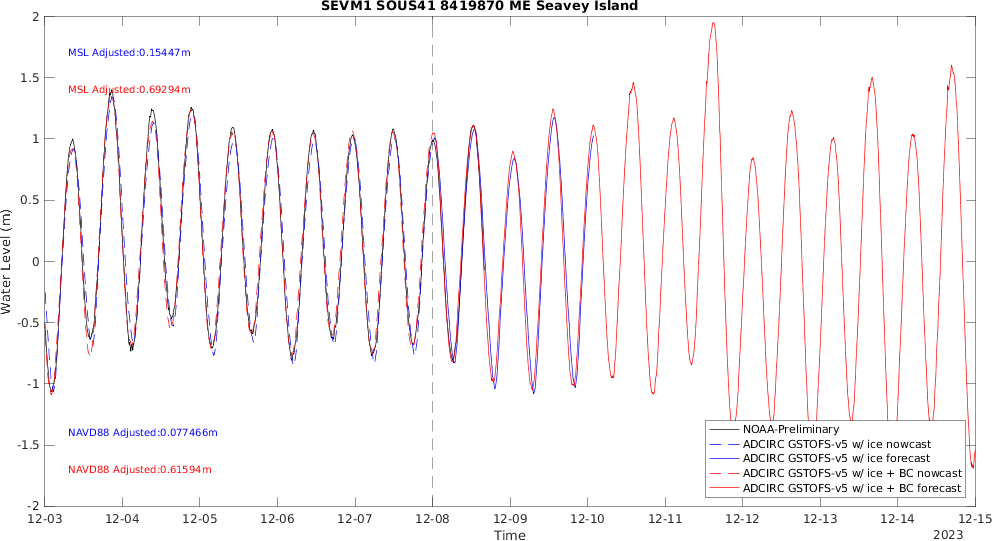 SEVM1 SOUS41 8419870 ME Seavey Island
2
MSL Adjusted:0.15447m
1.5
MSL Adjusted:0.69294m
1
0.5
Water Level (m)
0
-0.5
-1
NAVD88 Adjusted:0.077466m
-1.5
NAVD88 Adjusted:0.61594m
-2
NOAA-Preliminary
ADCIRC GSTOFS-v5 w/ ice nowcast
ADCIRC GSTOFS-v5 w/ ice forecast
ADCIRC GSTOFS-v5 w/ ice + BC nowcast
ADCIRC GSTOFS-v5 w/ ice + BC forecast
12-03 12-04 12-05 12-06 12-07 12-08 12-09 12-10 12-11 12-12 12-13 12-14 12-15
Time
2023